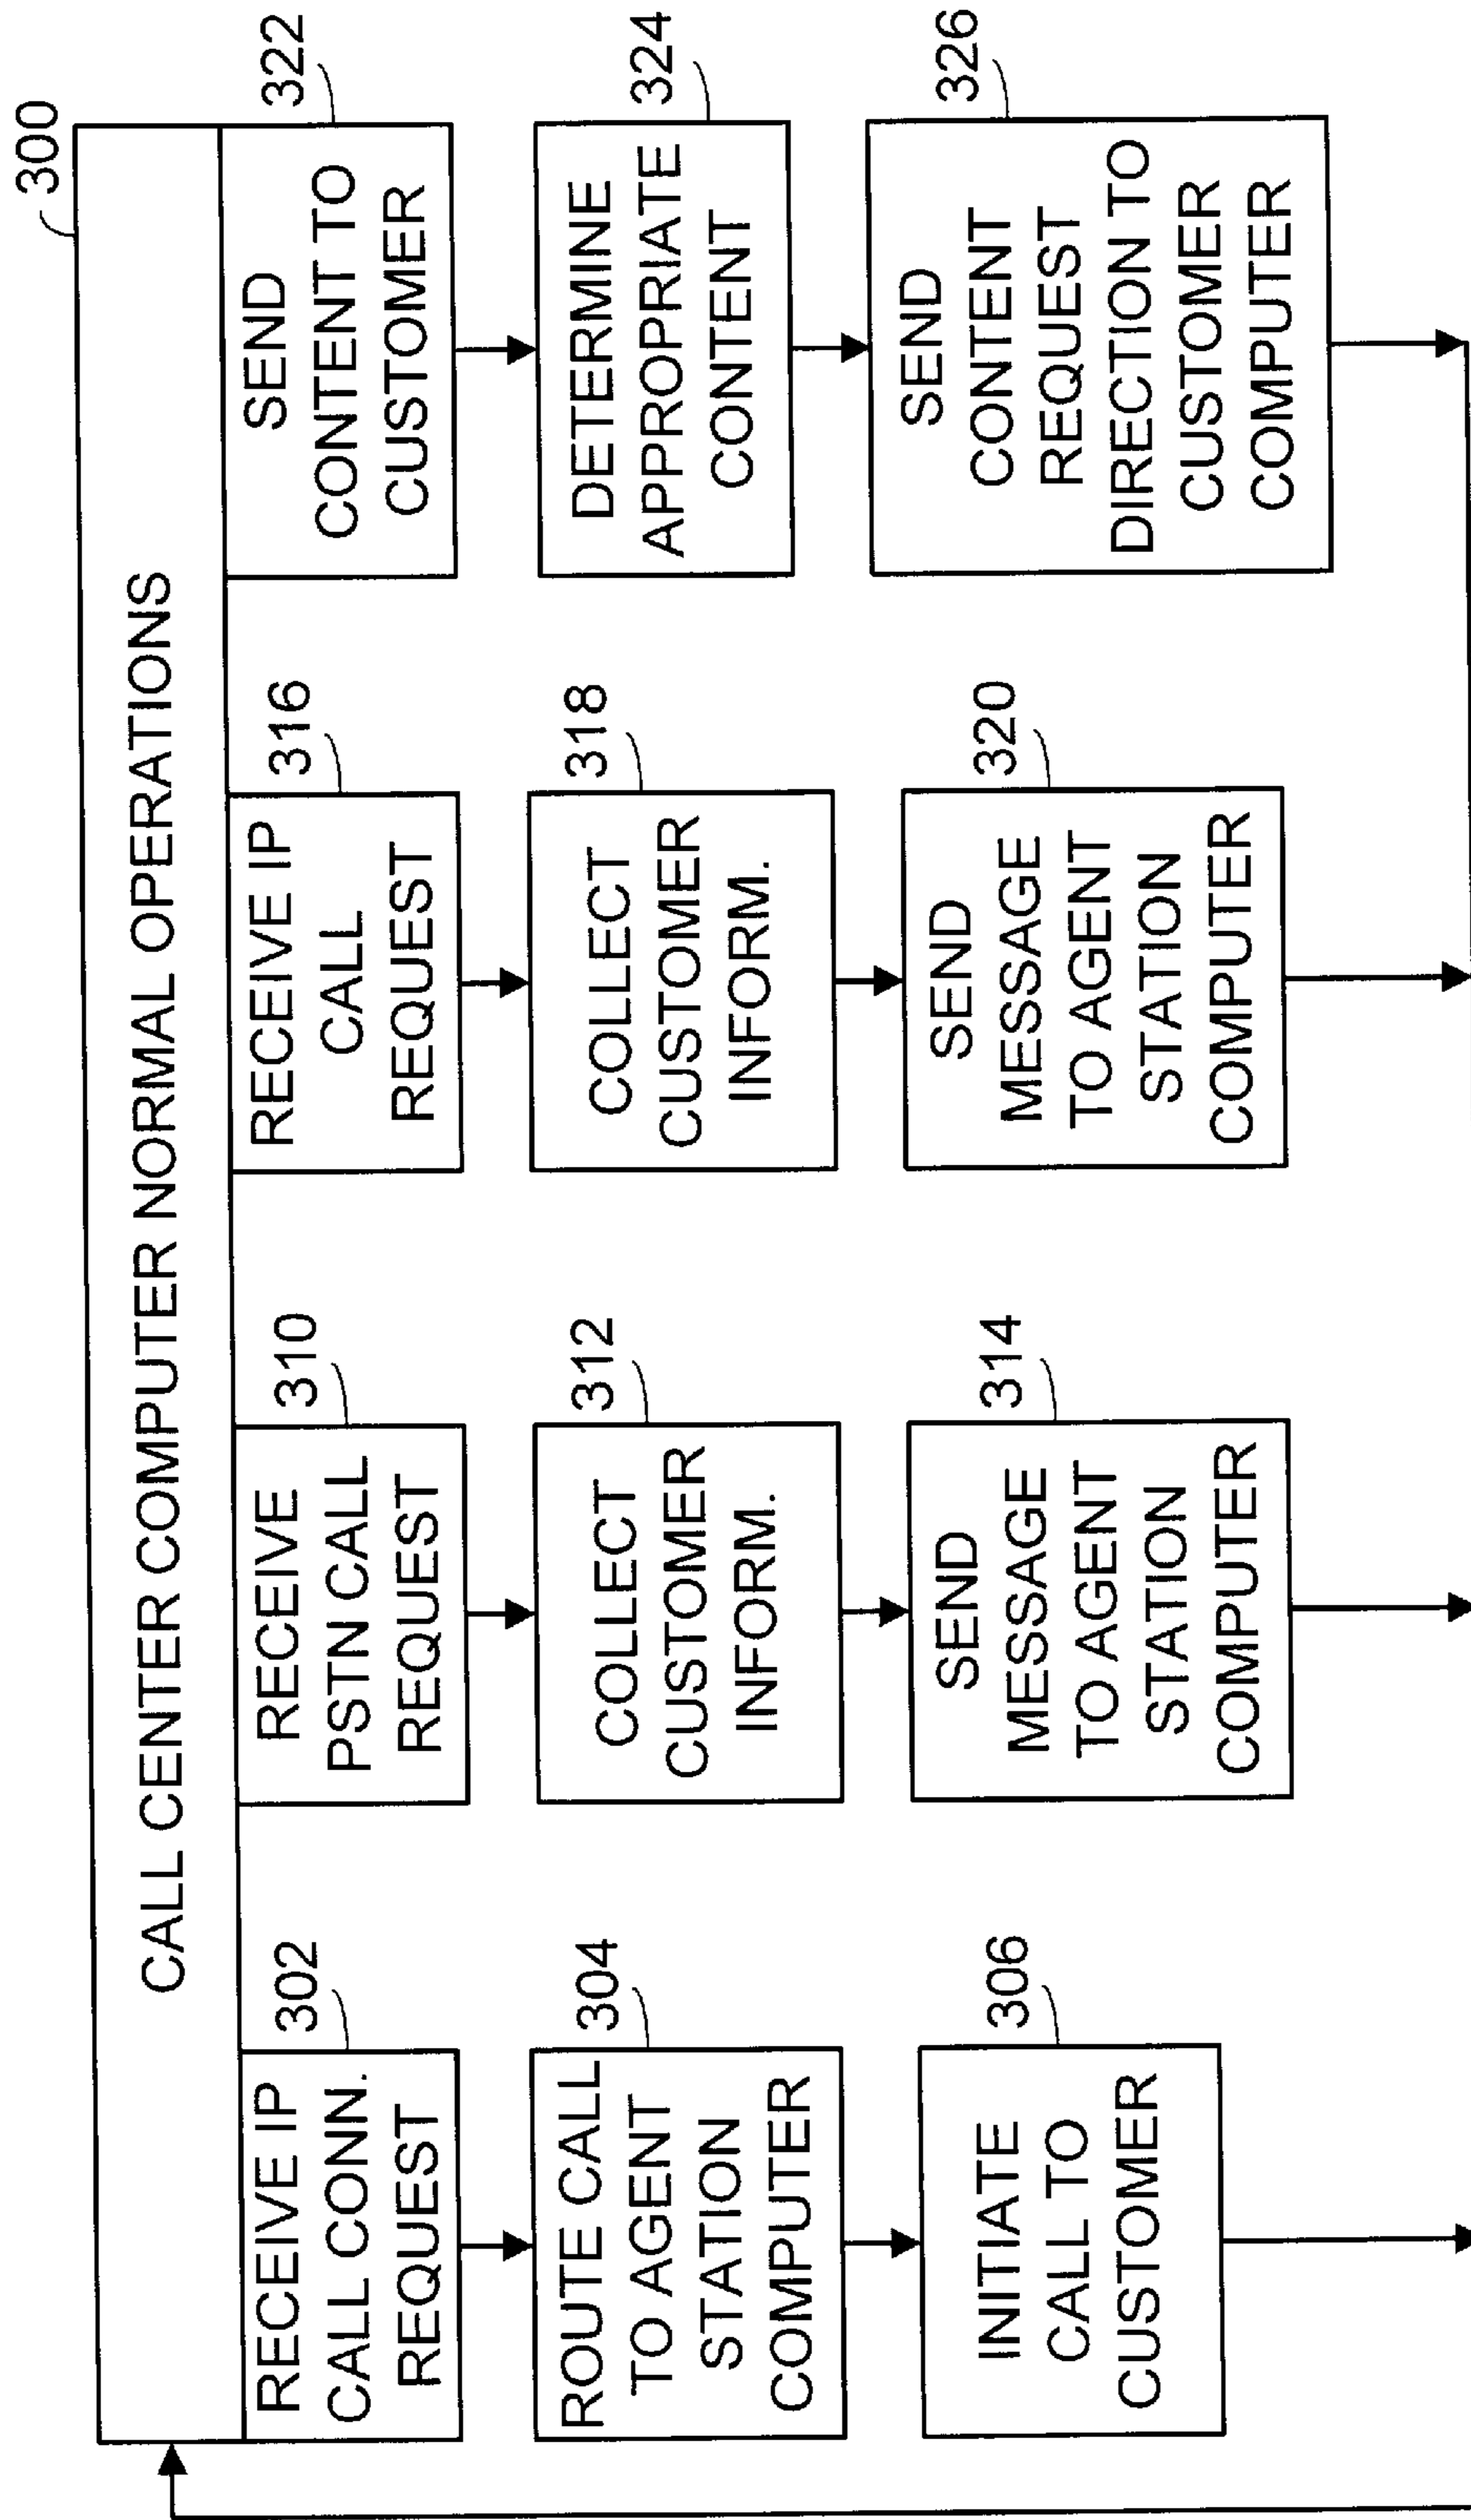 300
CALL CENTER COMPUTER NORMAL OPERATIONS
302
RECEIVE IP
CALL CONN.
REQUEST
304
ROUTE CALL
TO AGENT
STATION
COMPUTER
306
INITIATE
CALL TO
CUSTOMER
310
RECEIVE
PSTN CALL
REQUEST
312
COLLECT
CUSTOMER
INFORM.
314
SEND
MESSAGE
TO AGENT
STATION
COMPUTER
316
RECEIVE IP
CALL
REQUEST
318
COLLECT
CUSTOMER
INFORM.
320
SEND
MESSAGE
TO AGENT
STATION
COMPUTER
322
SEND
CONTENT TO
CUSTOMER
324
DETERMINE
APPROPRIATE
CONTENT
326
SEND
CONTENT
REQUEST
DIRECTION TO
CUSTOMER
COMPUTER